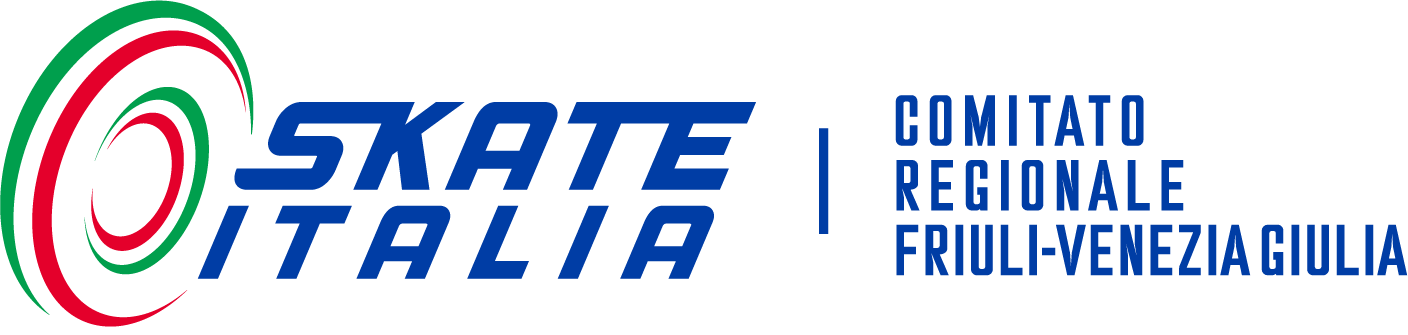 SKATE
ITALIA
COMITATO
REGIONALE
FRIULI-VENEZIA GIULIA